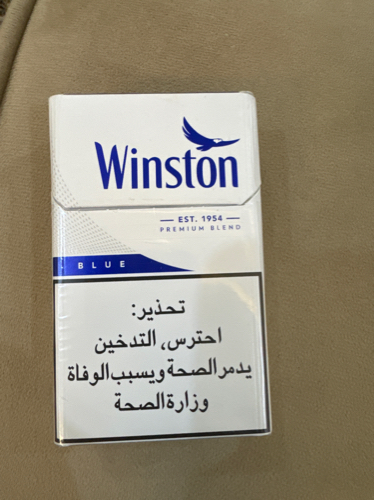 Winston
EST. 1954
PREMIUM BLEND
BLUE
تحذير:
احترس، التدخين
يدمر الصحة ويسبب الوفاة
وزارة الصحة